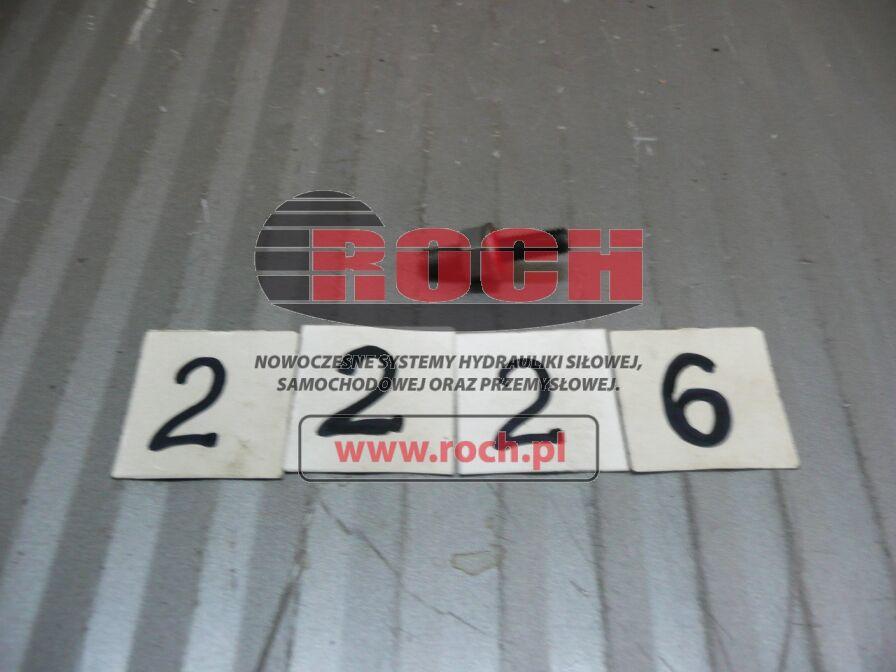 ROCH
NOWOCZESNE SYSTEMY HYDRAULIKI SIŁOWEJ,
SAMOCHODOWEJ ORAZ PRZEMYSŁOWEJ.
2 2 2 6
www.roch.pl